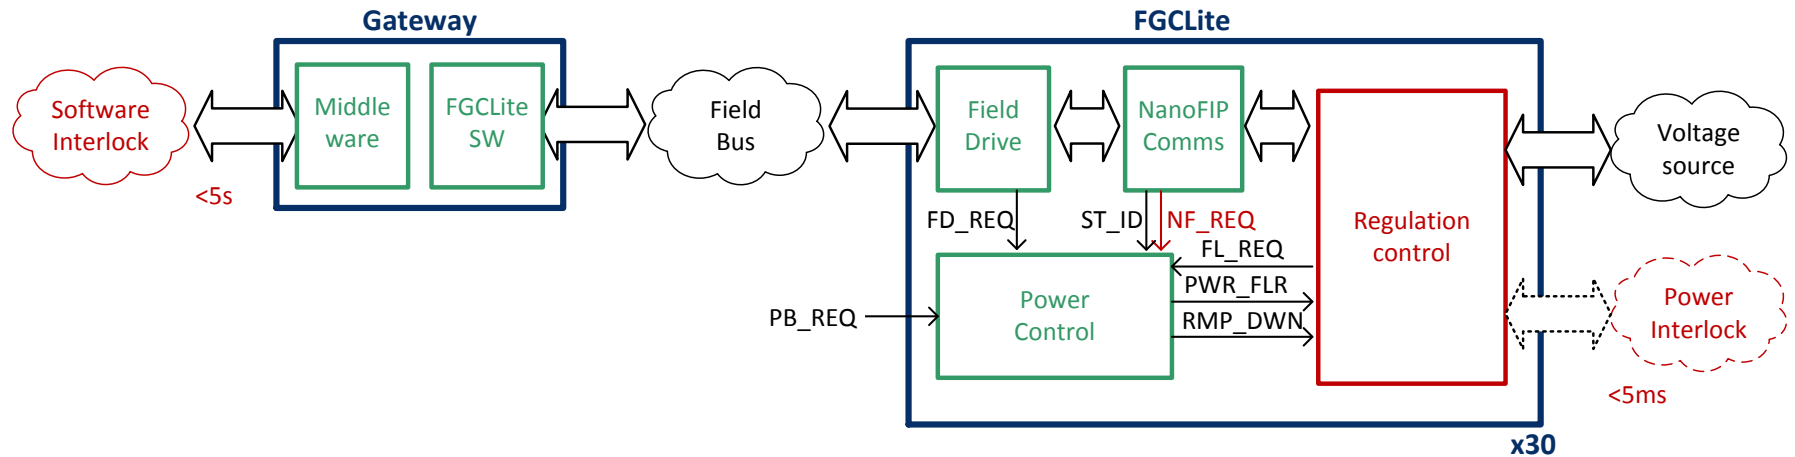 Gateway
FGCLite
Software
Interlock
<5s
Middle
ware
FGCLite
SW
Field
Bus
Field
Drive
NanoFIP
Comms
FD_REQ
ST_ID
NF_REQ
FL_REQ
PWR_FLR
RMP_DWN
PB_REQ
Power
Control
Regulation
control
Voltage
source
Power
Interlock
<5ms
x30